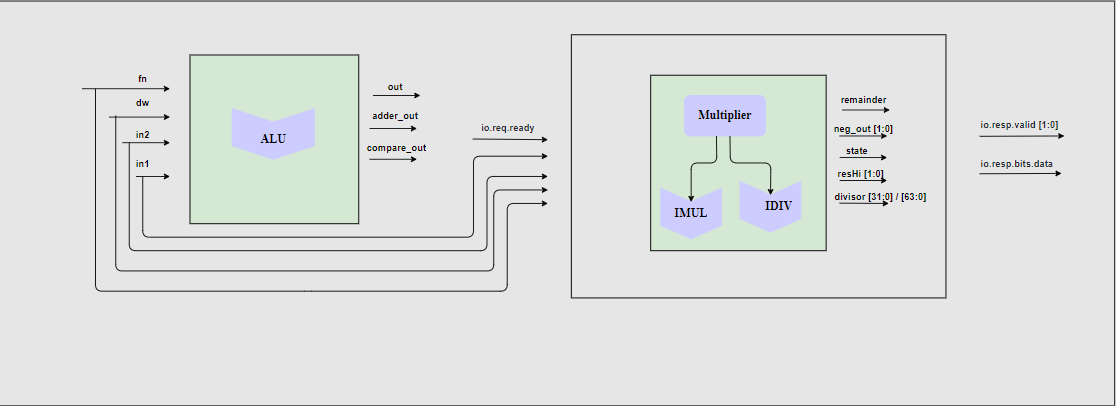 fn
dw
in2
in1
ALU
out
adder_out
compare_out
io.req.ready
Multiplier
IMUL
IDIV
remainder
neg_out [1:0]
state
resHi [1:0]
divisor [31:0] / [63:0]
io.resp.valid [1:0]
io.resp.bits.data